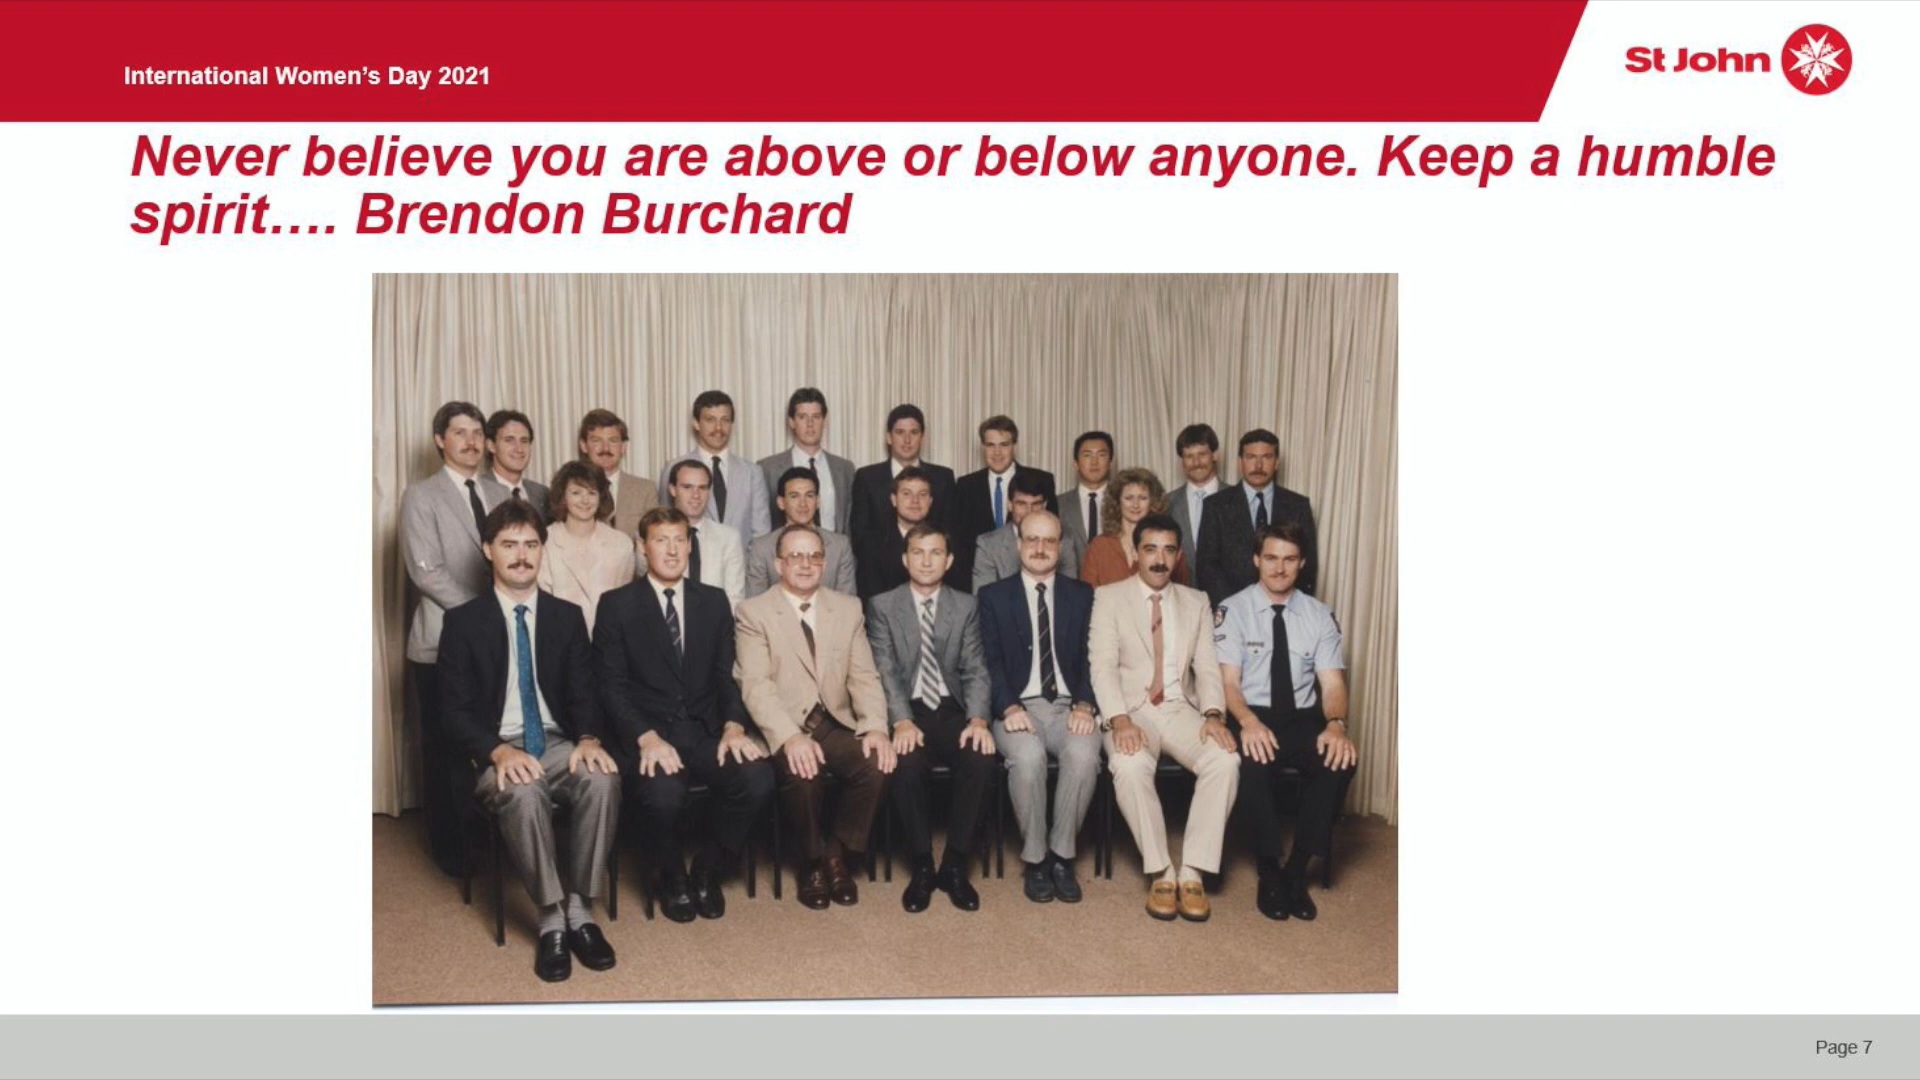 International Women's Day 2021
St John
Never believe you are above or below anyone. Keep a humble
spirit…. Brendon Burchard
Page 7